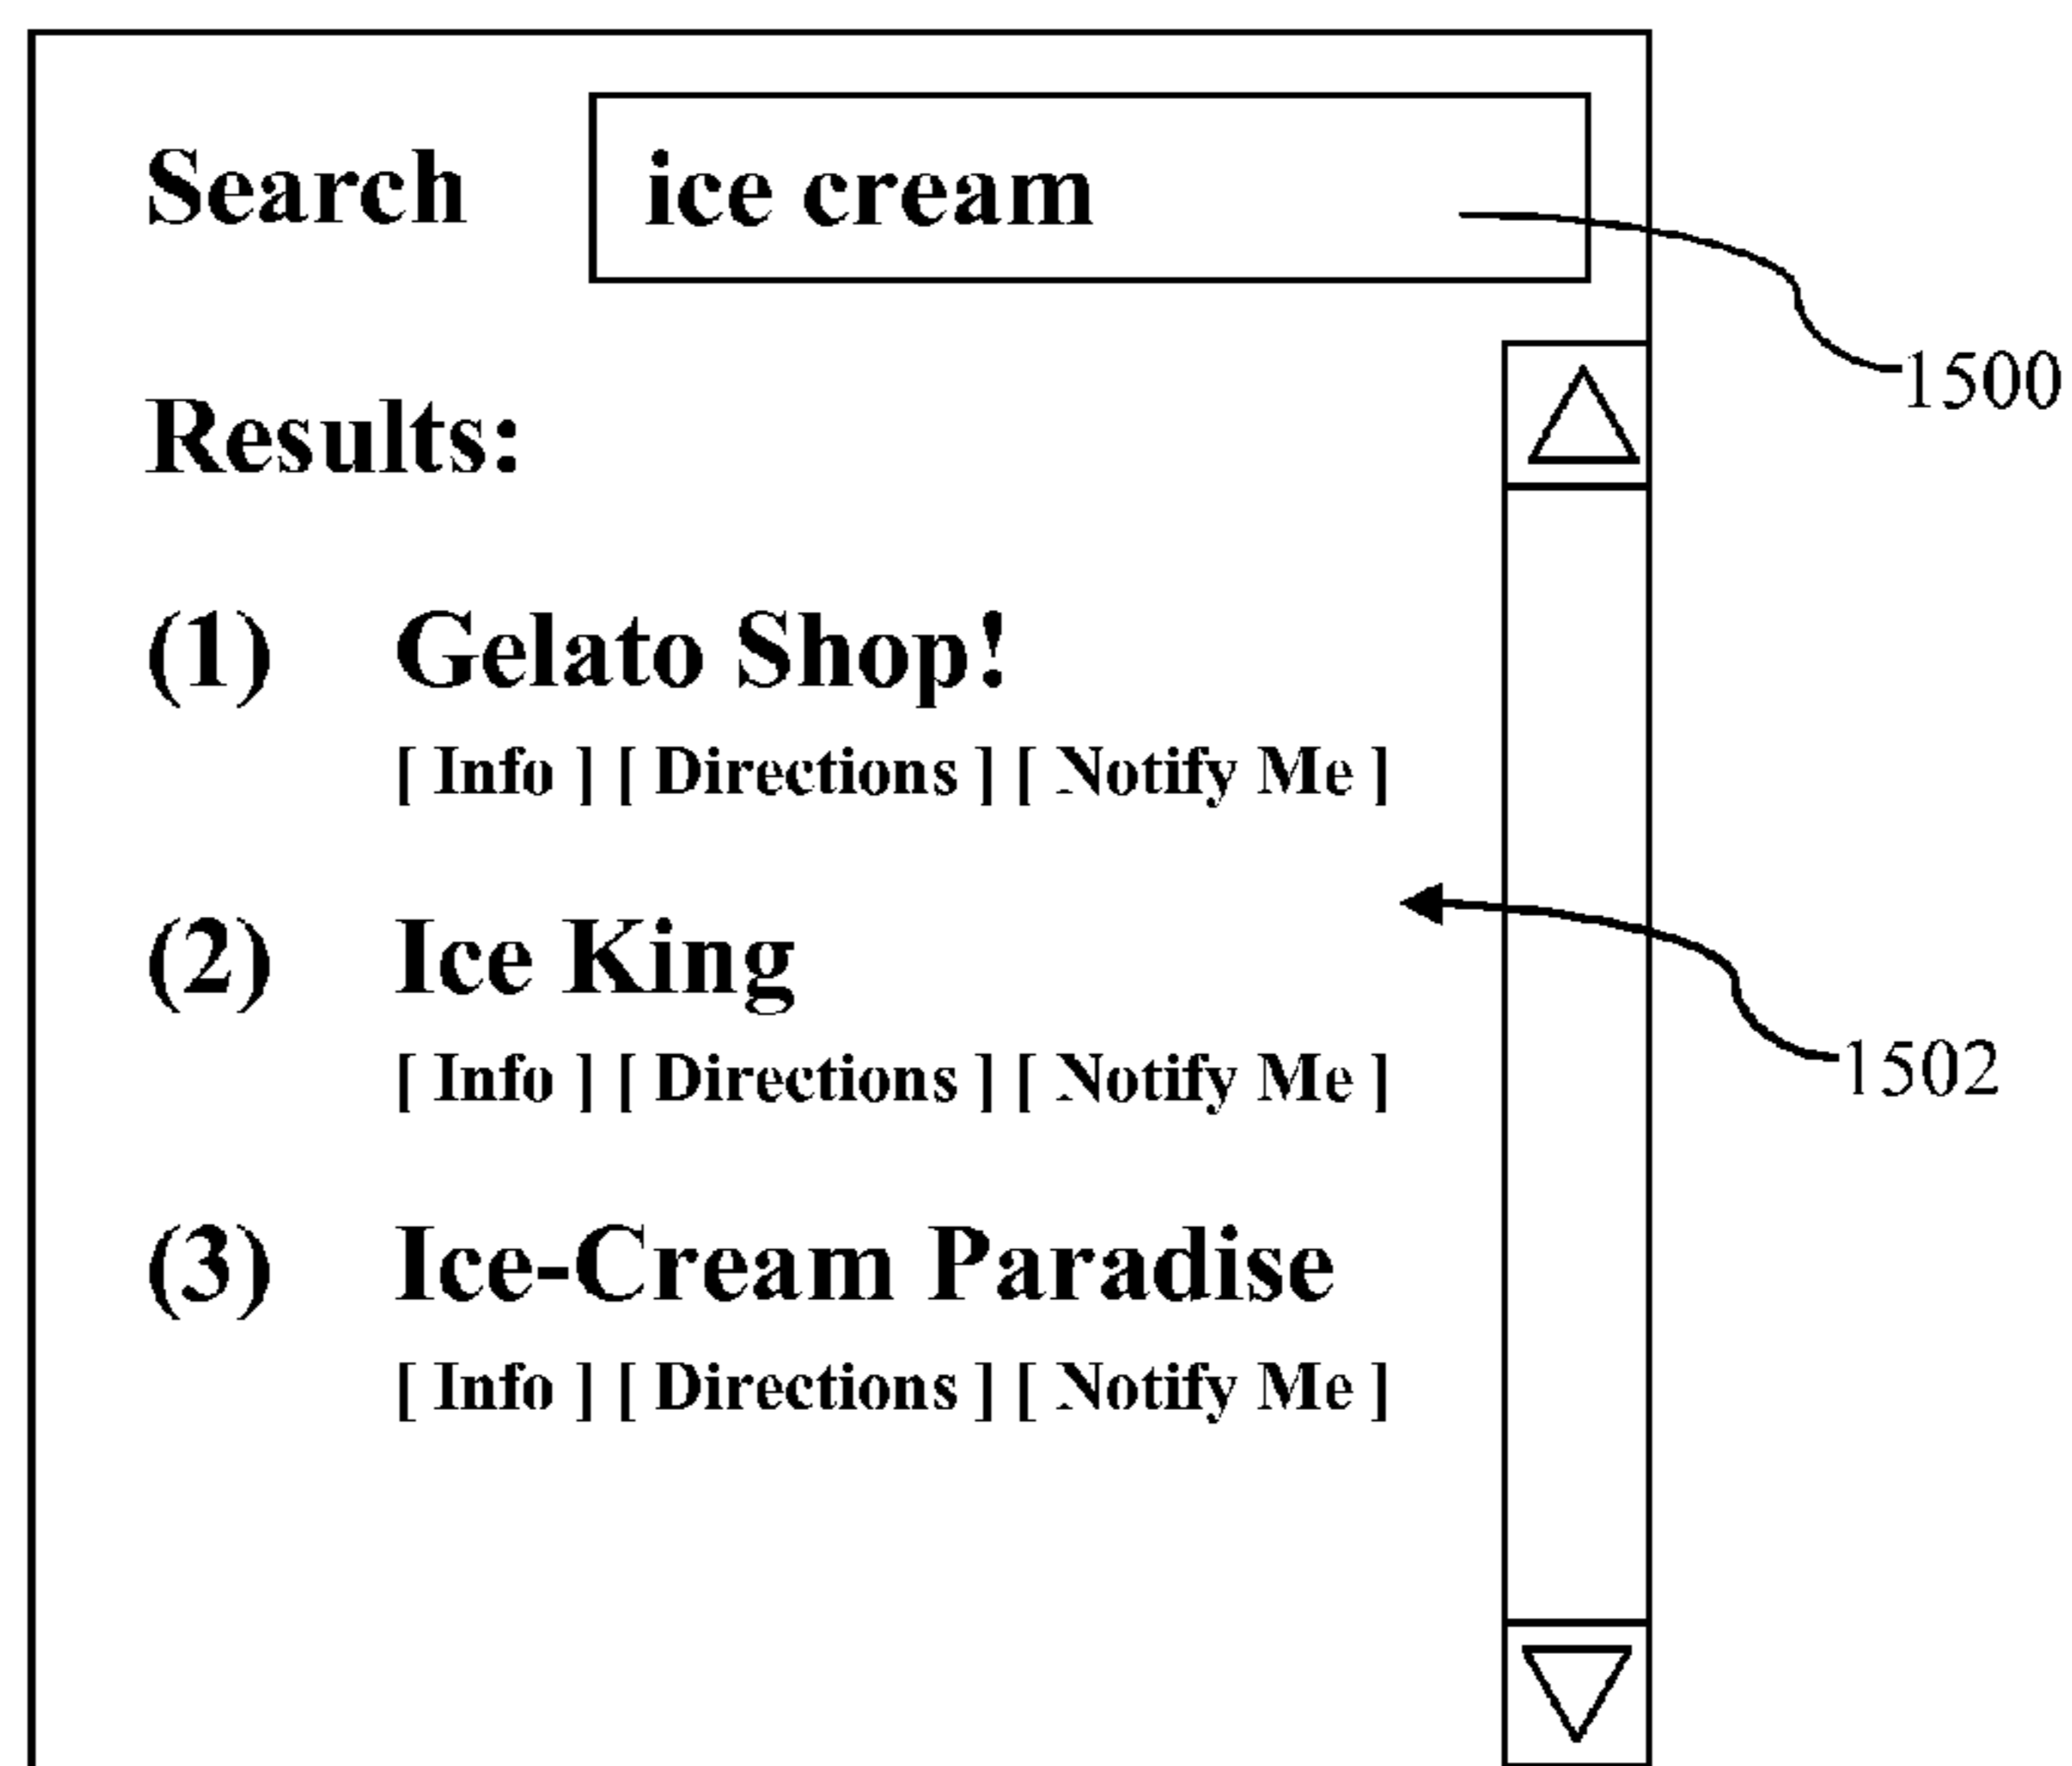 Search ice cream
1500
Results:
(1) Gelato Shop!
[ Info ] [ Directions ] [ Notify Me ]
(2) Ice King
[ Info ] [ Directions ] [ Notify Me ]
1502
(3) Ice-Cream Paradise
[ Info ] [ Directions ] [ Notify Me ]